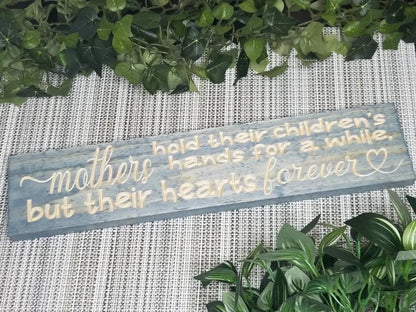 mothers hold their children's
hands for a while,
but their hearts forever